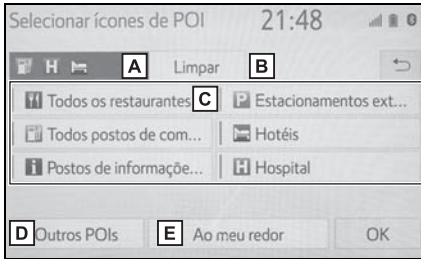 Selecionar ícones de POI 21:48
H A Limpar B
Todos os restaurantes C P Estacionamentos ext...
Todos postos de com... Hotéis
i Postos de informaçõe... H Hospital
D Outros POIs E Ao meu redor OK